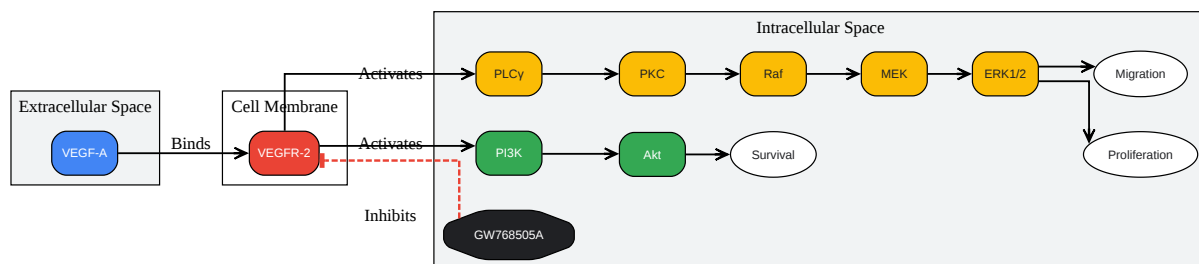 Intracellular Space
Activates
PLCγ
PKC
Raf
MEK
ERK1/2
Migration
Extracellular Space
Cell Membrane
VEGF-A
Binds
VEGFR-2
Activates
PI3K
Akt
Survival
Proliferation
Inhibits
GW768505A